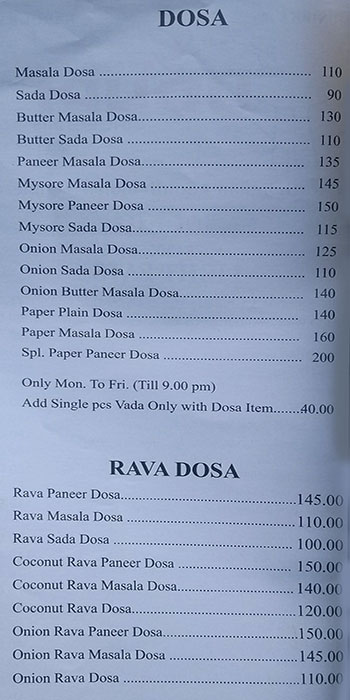 DOSA
Masala Dosa ........................................................ 110
Sada Dosa ............................................................ 90
Butter Masala Dosa.............................................. 130
Butter Sada Dosa ................................................. 110
Paneer Masala Dosa............................................. 135
Mysore Masala Dosa ......................................... 145
Mysore Paneer Dosa .......................................... 150
Mysore Sada Dosa.............................................. 115
Onion Masala Dosa............................................. 125
Onion Sada Dosa ............................................... 110
Onion Butter Masala Dosa................................. 140
Paper Plain Dosa ............................................... 140
Paper Masala Dosa ............................................ 160
Spl. Paper Paneer Dosa ..................................... 200
Only Mon. To Fri. (Till 9.00 pm)
Add Single pcs Vada Only with Dosa Item.......40.00
RAVA DOSA
Rava Paneer Dosa...............................................145.00
Rava Masala Dosa .............................................110.00
Rava Sada Dosa ................................................ 100.00
Coconut Rava Paneer Dosa ................................ 150.00
Coconut Rava Masala Dosa................................ 140.00
Coconut Rava Dosa............................................120.00
Onion Rava Paneer Dosa....................................150.00
Onion Rava Masala Dosa ...................................145.00
Onion Rava Dosa ...............................................110.00